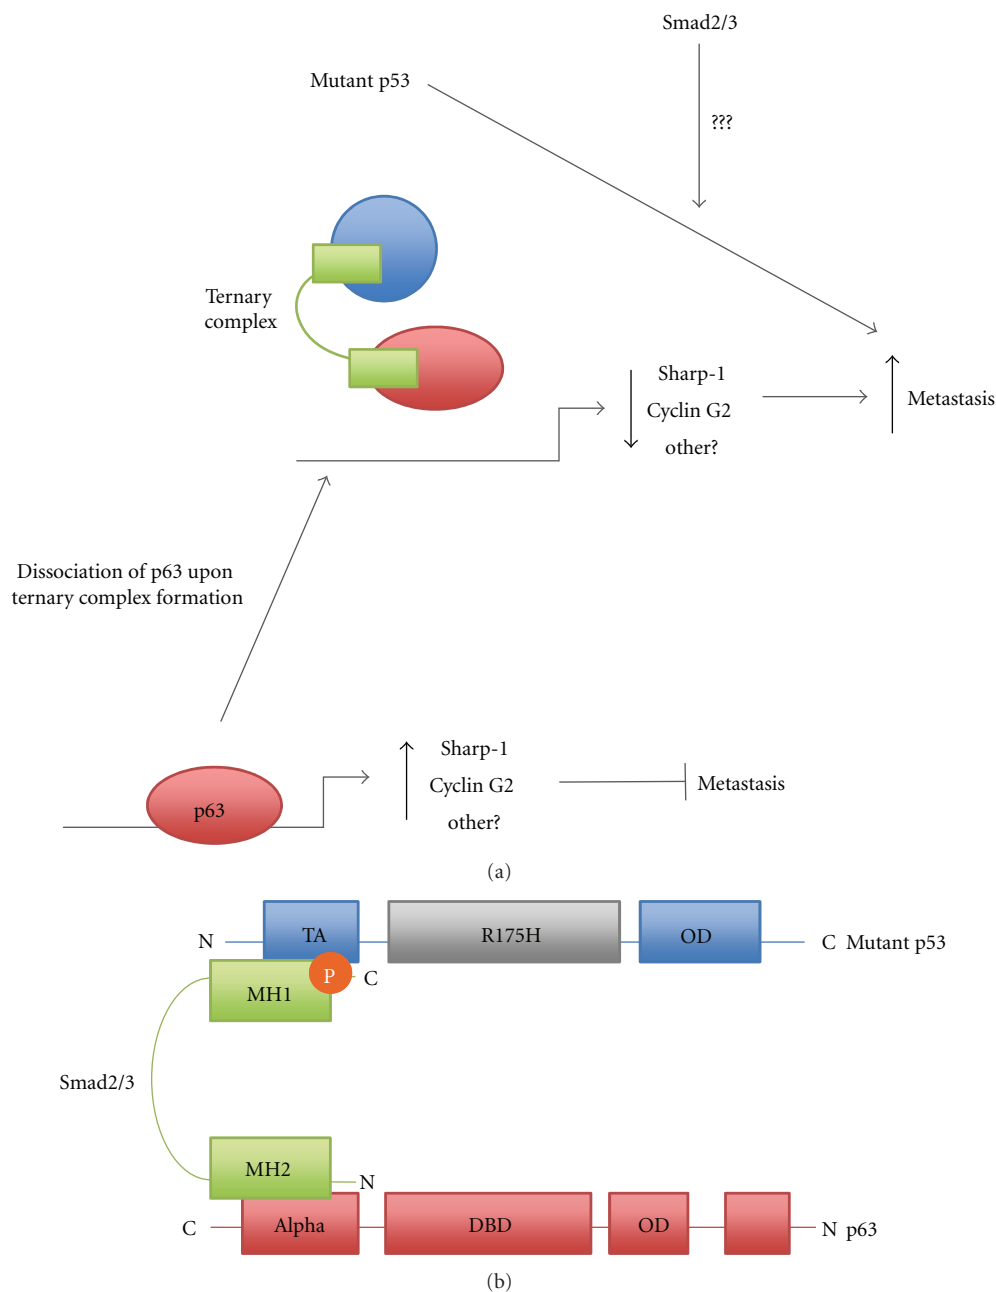 Smad2/3
Mutant p53
???
Ternary
complex
Sharp-1
Cyclin G2
other?
Metastasis
Dissociation of p63 upon
ternary complex formation
p63
Sharp-1
Cyclin G2
other?
Metastasis
(a)
N TA R175H OD C Mutant p53
P C
MH1
Smad2/3
MH2 N
C Alpha DBD OD N p63
(b)